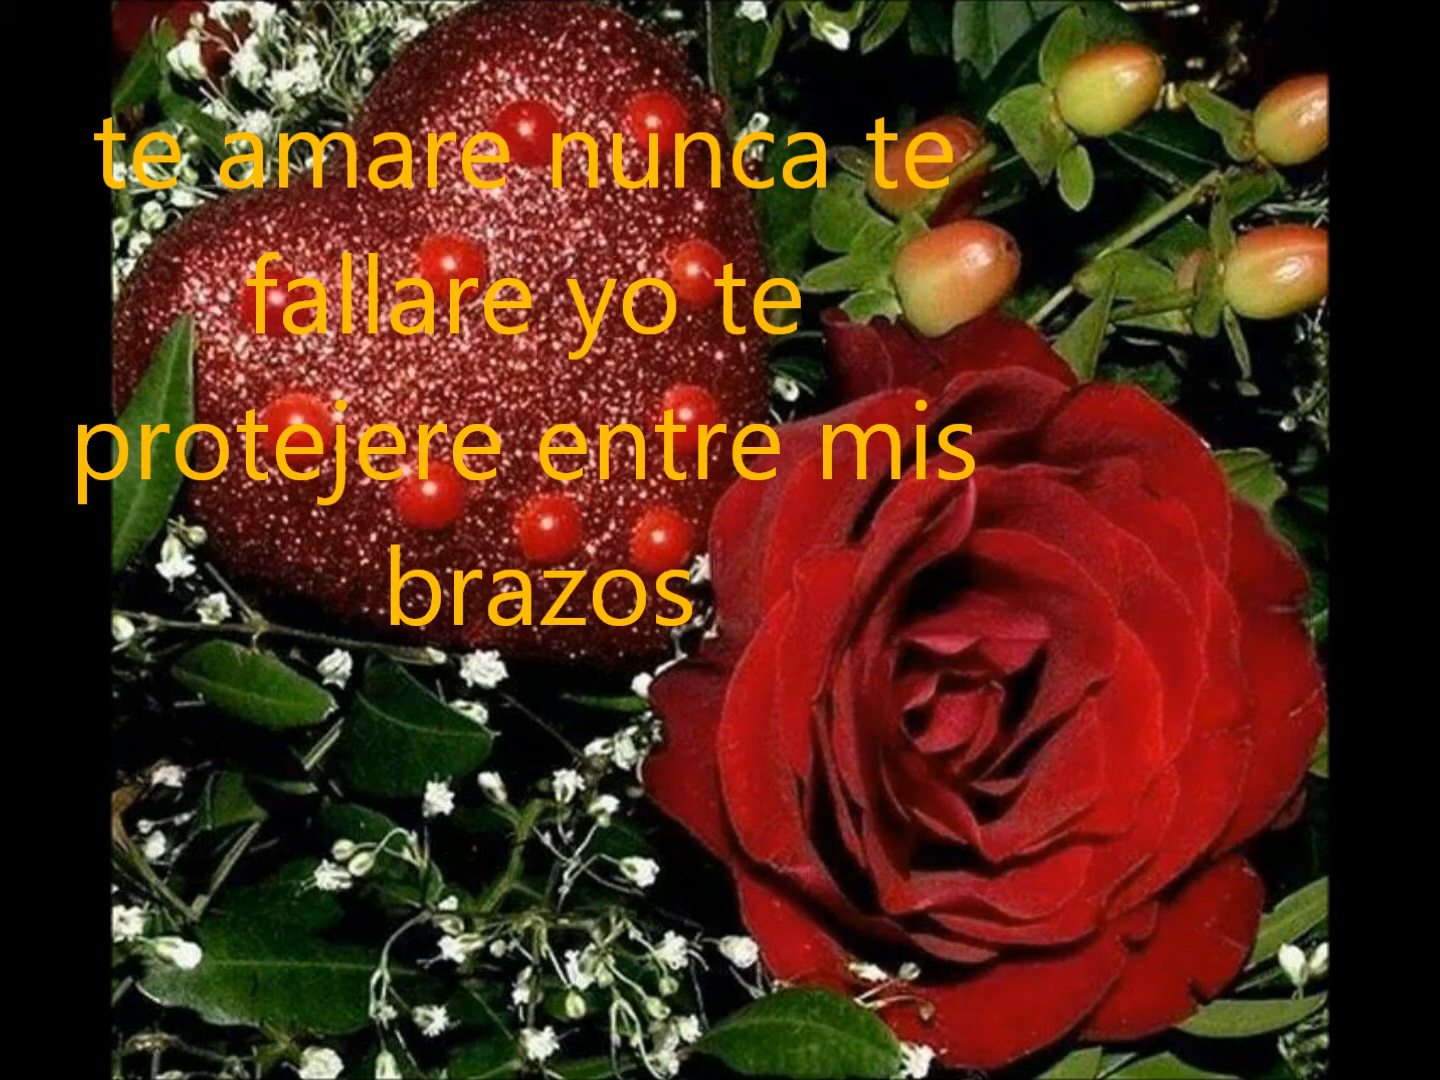 te amare nunca te
fallare yo te
protejere entre mis
brazos